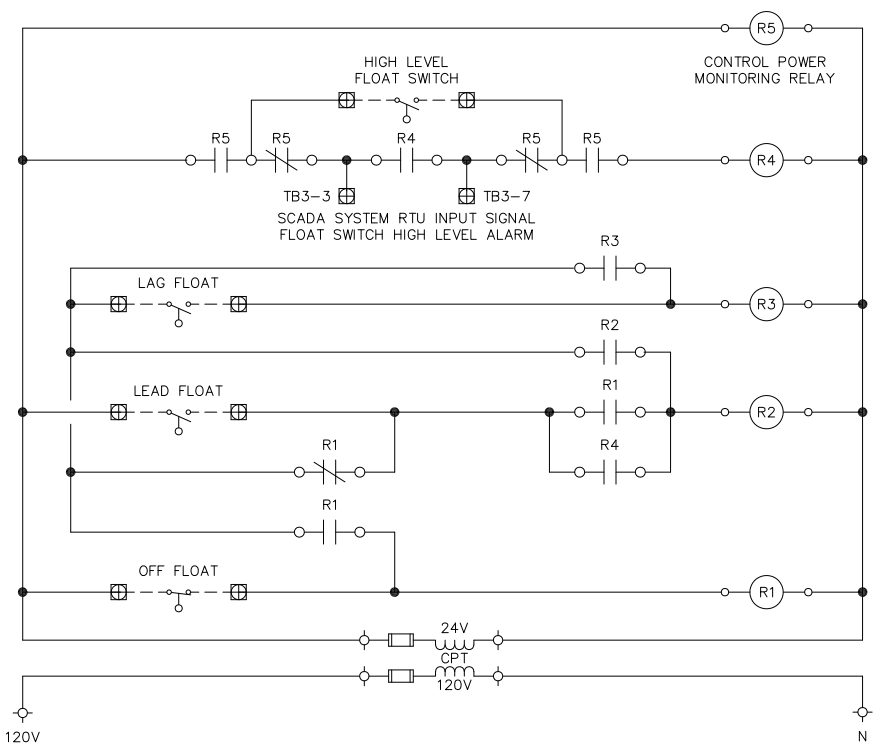 R5
CONTROL POWER
MONITORING RELAY
HIGH LEVEL
FLOAT SWITCH
R5
R5
R4
R5
R5
R4
TB3-3
TB3-7
SCADA SYSTEM RTU INPUT SIGNAL
FLOAT SWITCH HIGH LEVEL ALARM
R3
LAG FLOAT
R3
R2
LEAD FLOAT
R1
R2
R1
R4
R1
OFF FLOAT
R1
24V
CPT
120V
120V
N